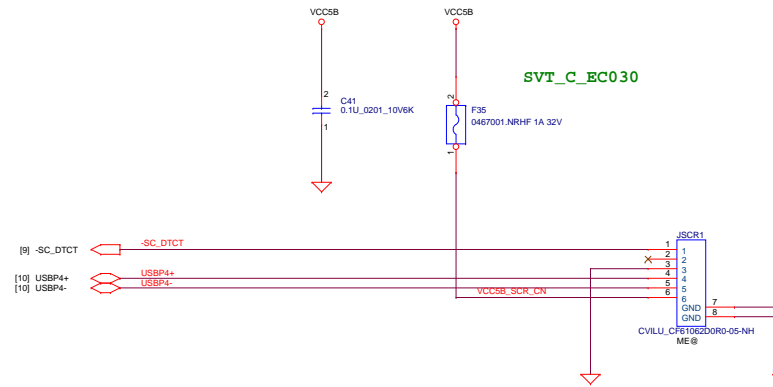 VCC5B
VCC5B
SVT_C_EC030
2
C41
0.1U_0201_10V6K
1
2
F35
0467001.NRHF 1A 32V
1
JSCR1
[9] -SC_DTCT
-SC_DTCT
1
1
2
2
3
3
[10] USBP4+
USBP4+
4
4
[10] USBP4-
USBP4-
5
5
VCC5B_SCR_CN
6
6
GND
7
GND
8
CVILU_CF61062D0R0-05-NH
ME@